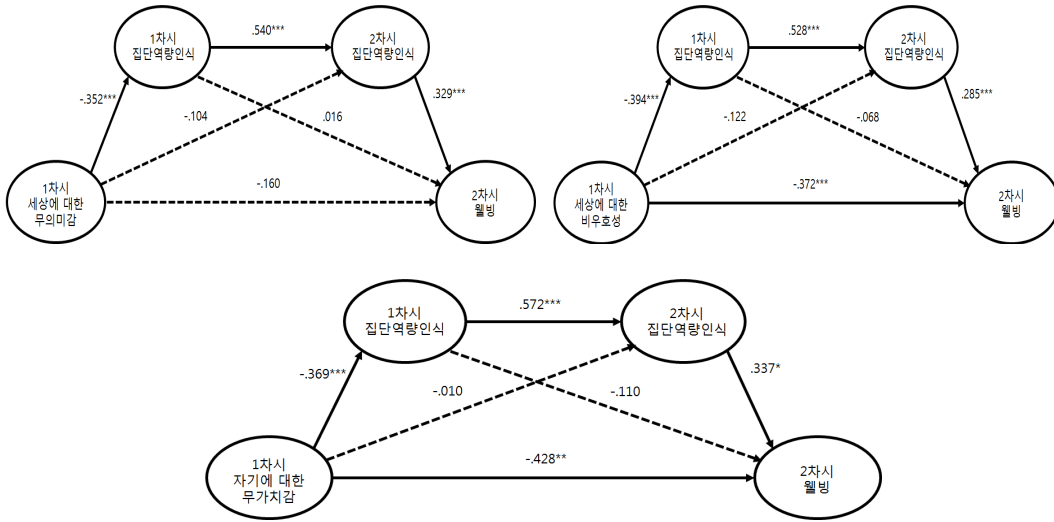 1차시
집단역량인식
.540***
2차시
집단역량인식
-.352***
-.104
.016
.329***
1차시
세상에 대한
무의미감
-.160
2차시
웰빙
1차시
집단역량인식
.528***
2차시
집단역량인식
-.394***
-.122
-.068
.285***
1차시
세상에 대한
비우호성
-.372***
2차시
웰빙
1차시
집단역량인식
.572***
2차시
집단역량인식
-.369***
-.010
-.110
.337*
1차시
자기에 대한
무가치감
-.428**
2차시
웰빙